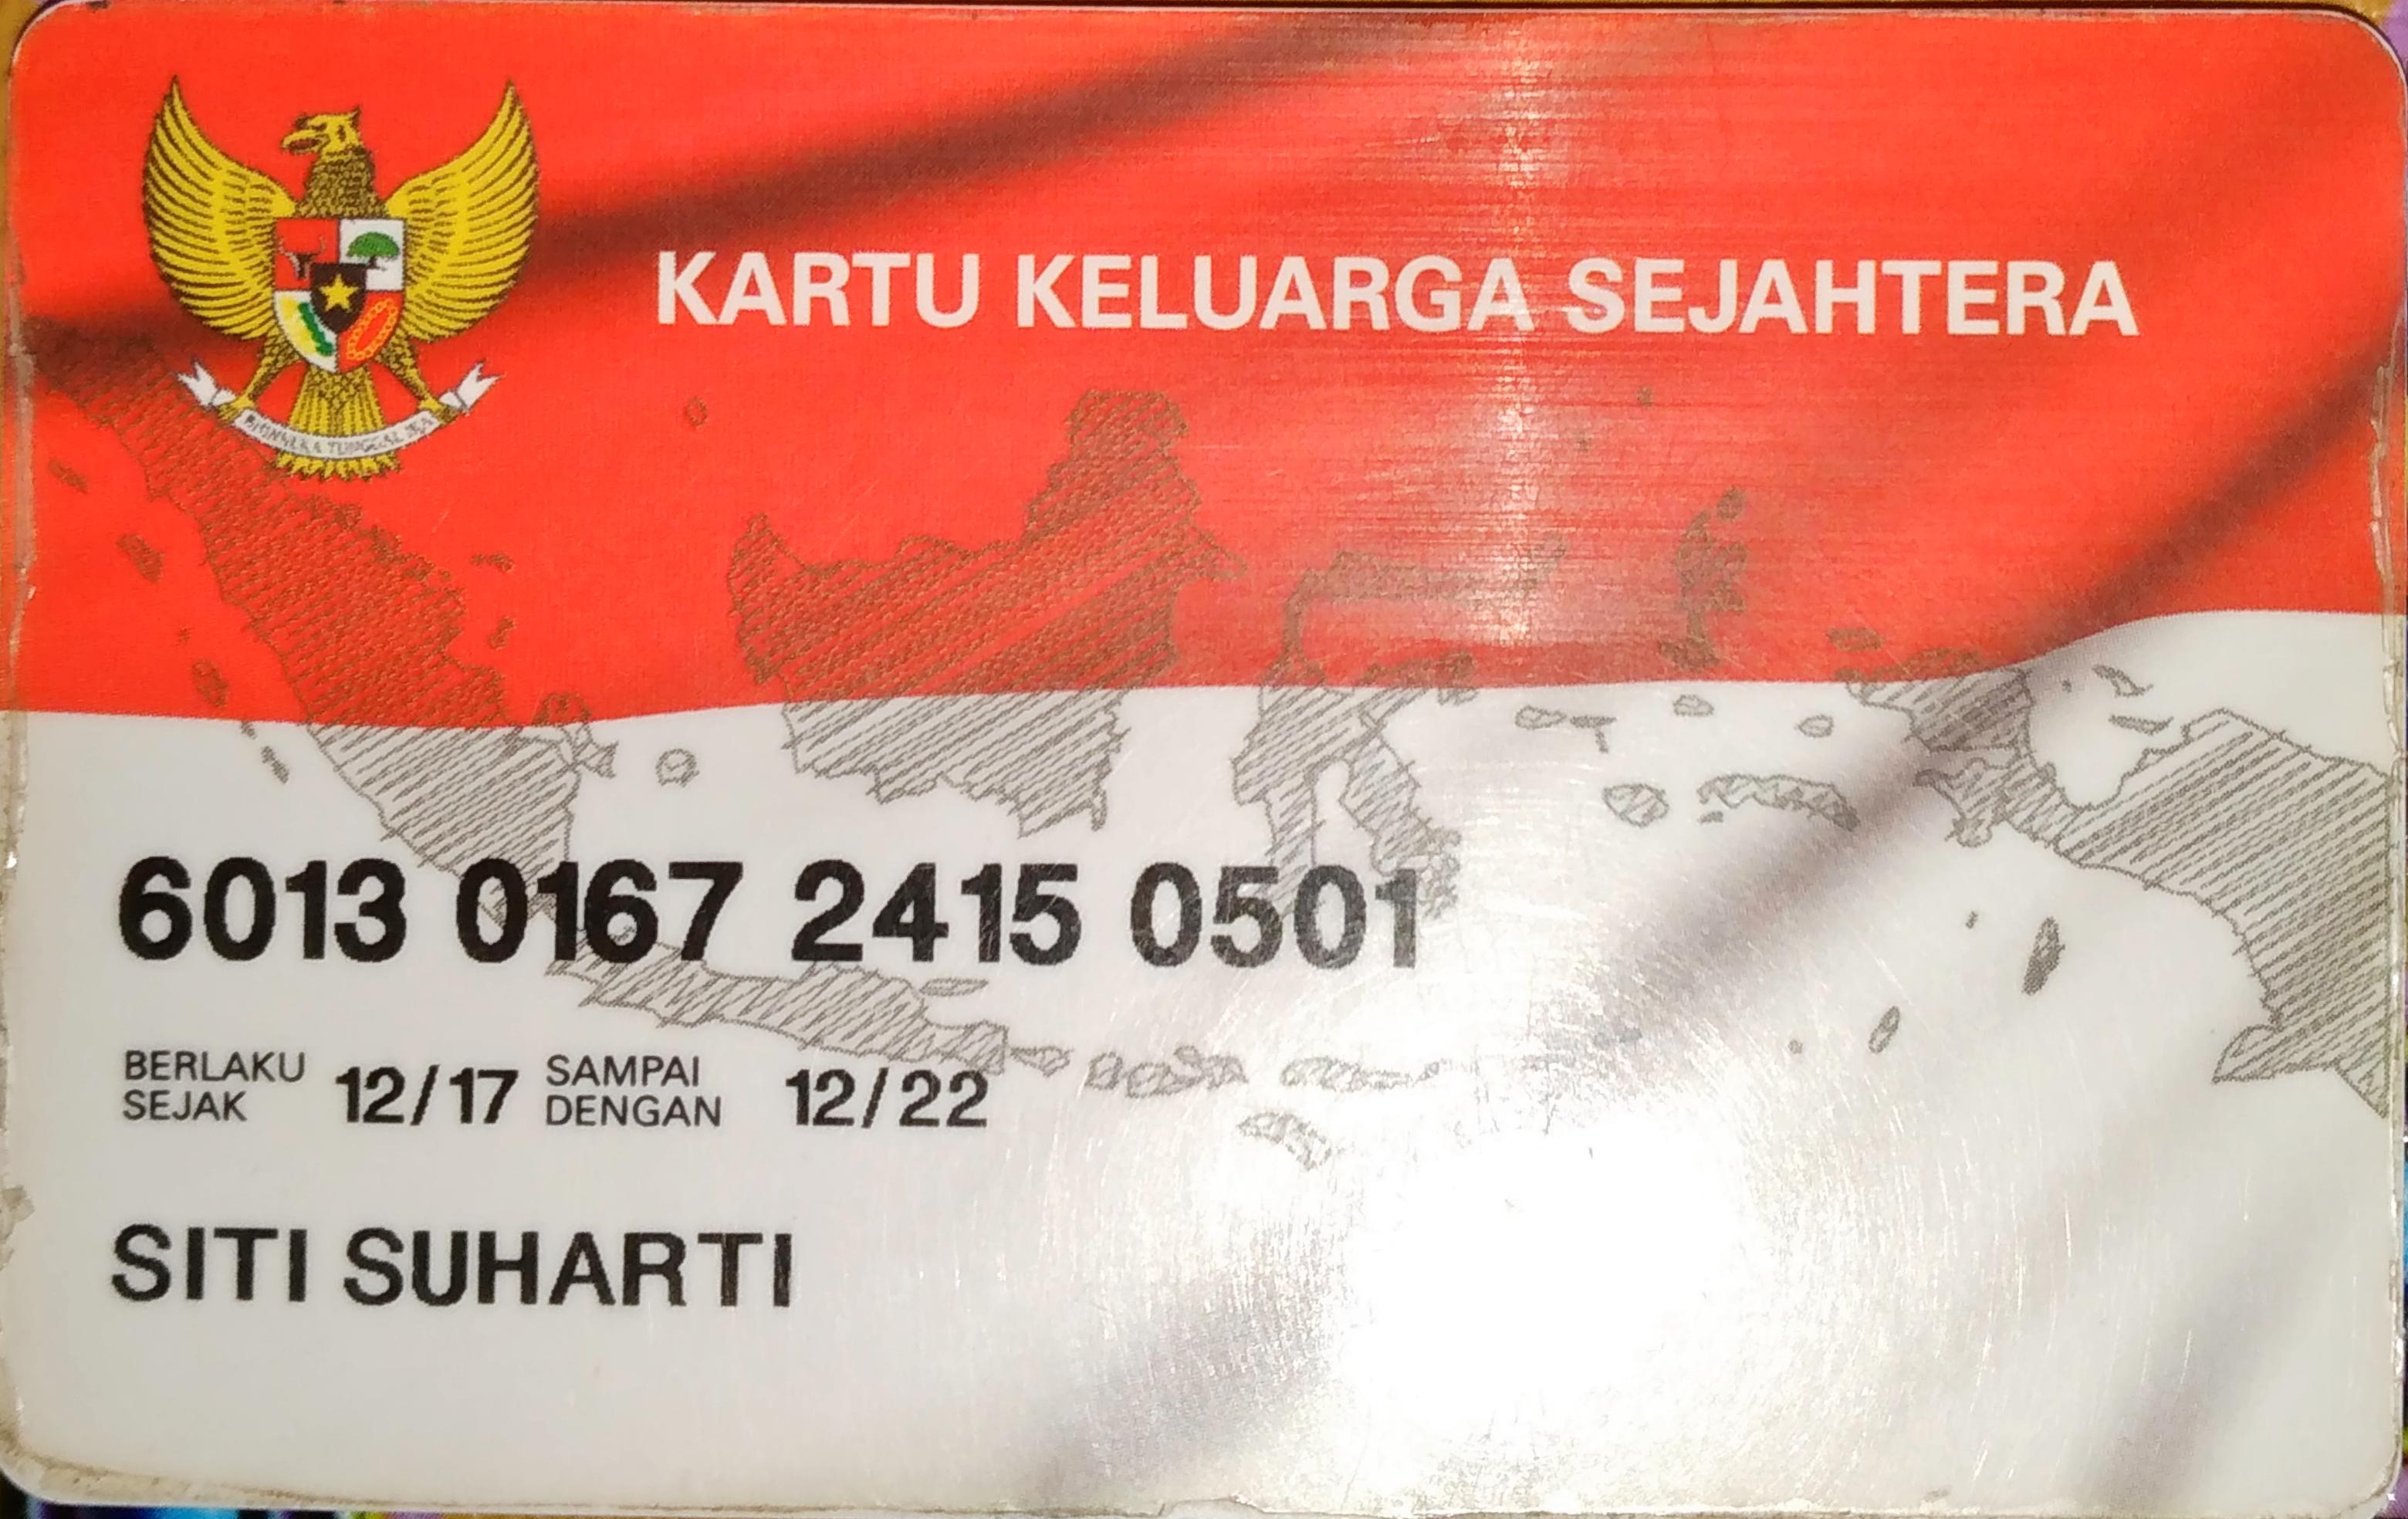 KARTU KELUARGA SEJAHTERA
6013 0167 2415 0501
BERLAKU SEJAK 12/17 SAMPAI DENGAN 12/22
SITI SUHARTI